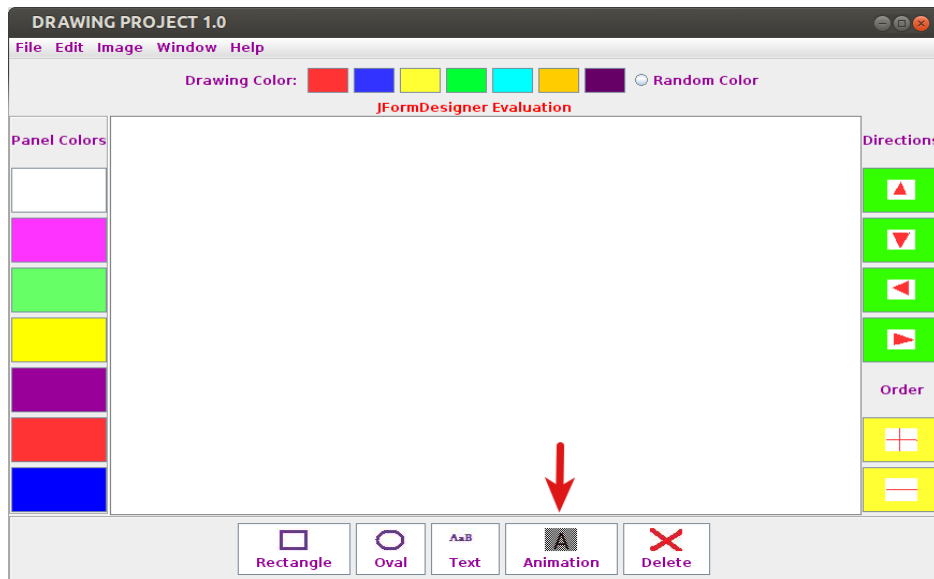 DRAWING PROJECT 1.0
File Edit Image Window Help
Drawing Color: Random Color
JFormDesigner Evaluation
Panel Colors
Directions
Order
AaB
A
Rectangle Oval Text Animation Delete